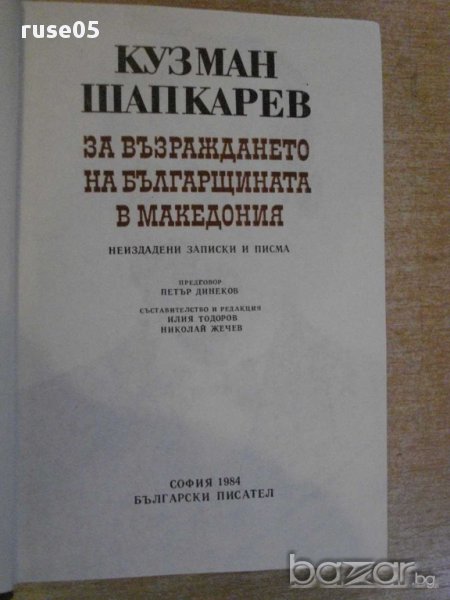 ruse05
КУЗМАН
ШАПКАРЕВ
ЗА ВЪЗРАЖДАНЕТО
НА БЪЛГАРЩИНАТА
В МАКЕДОНИЯ
НЕИЗДАДЕНИ ЗАПИСКИ И ПИСМА
ПРЕДГОВОР
ПЕТЪР ДИНЕКОВ
СЪСТАВИТЕЛСТВО И РЕДАКЦИЯ
ИЛИЯ ТОДОРОВ
НИКОЛАЙ ЖЕЧЕВ
СОФИЯ 1984
БЪЛГАРСКИ ПИСАТЕЛ
bazar.bg